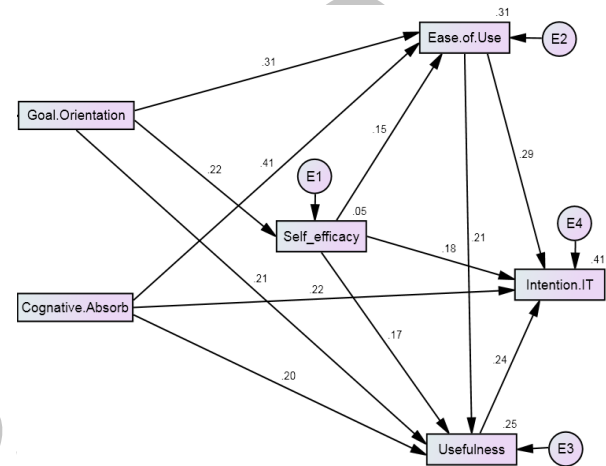 .31
Ease.of.Use
E2
.31
Goal.Orientation
.15
.22
.41
E1
.29
.05
E4
Self_efficacy
.18
.21
.41
.21
.22
Intention.IT
Cognative.Absorb
.17
.24
.20
.25
Usefulness
E3